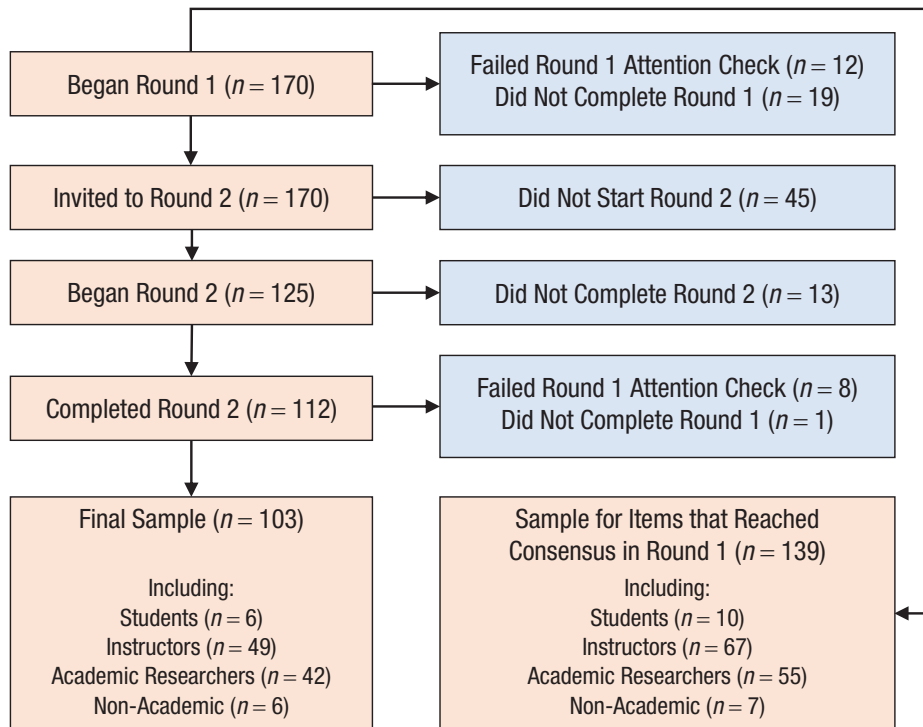 Began Round 1 (n = 170)
Failed Round 1 Attention Check (n = 12)
Did Not Complete Round 1 (n = 19)
Invited to Round 2 (n = 170)
Did Not Start Round 2 (n = 45)
Began Round 2 (n = 125)
Did Not Complete Round 2 (n = 13)
Completed Round 2 (n = 112)
Failed Round 1 Attention Check (n = 8)
Did Not Complete Round 1 (n = 1)
Final Sample (n = 103)
Including:
Students (n = 6)
Instructors (n = 49)
Academic Researchers (n = 42)
Non-Academic (n = 6)
Sample for Items that Reached
Consensus in Round 1 (n = 139)
Including:
Students (n = 10)
Instructors (n = 67)
Academic Researchers (n = 55)
Non-Academic (n = 7)